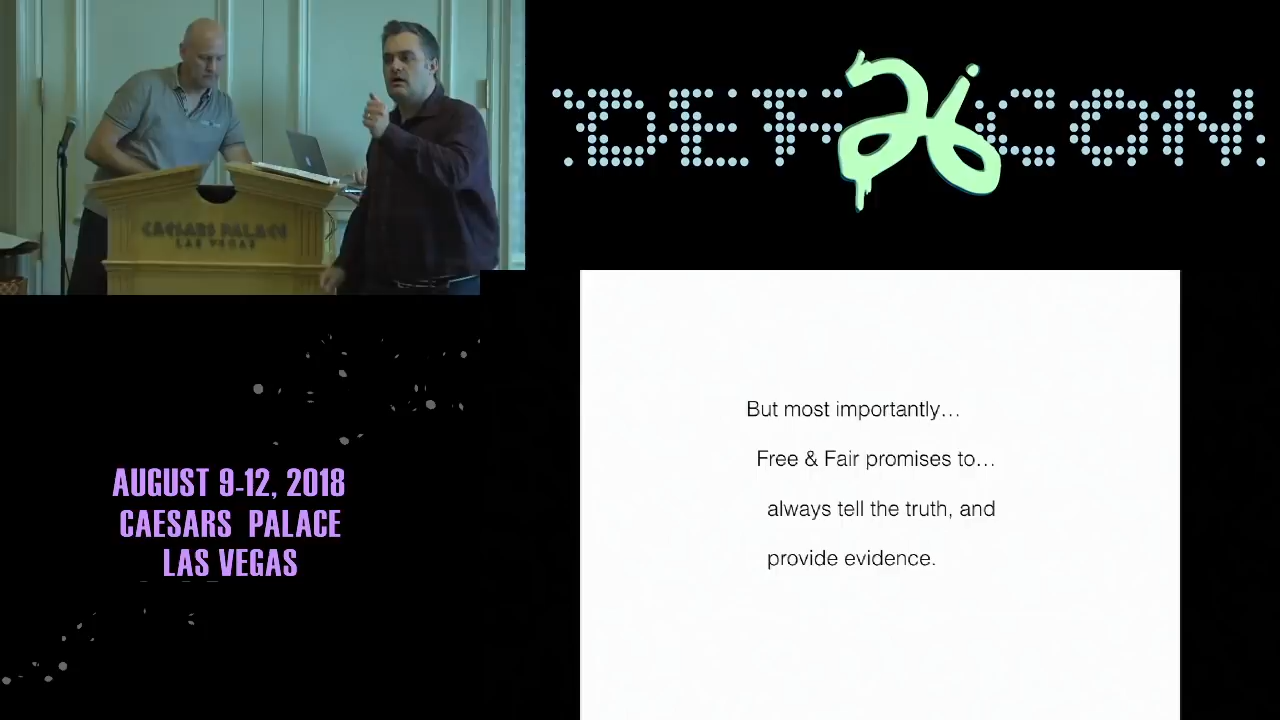 CAESARS PALACE
LAS VEGAS
DEF 26 CON
But most importantly…
Free & Fair promises to…
always tell the truth, and
provide evidence.
AUGUST 9-12, 2018
CAESARS PALACE
LAS VEGAS